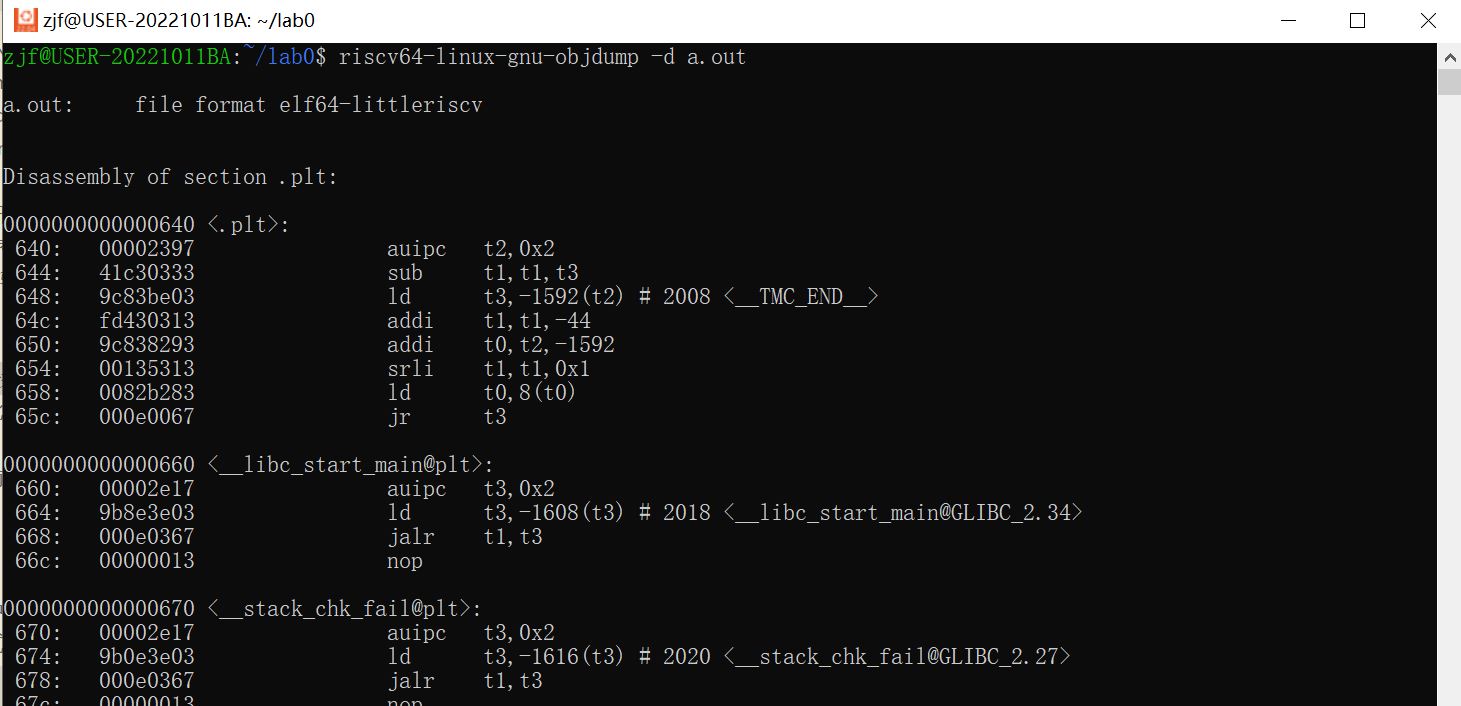 zjf@USER-20221011BA: ~/lab0
zjf@USER-20221011BA:~/lab0$ riscv64-linux-gnu-objdump -d a.out
a.out:     file format elf64-littleriscv
Disassembly of section .plt:
0000000000000640 <.plt>:
 640:   00002397                auipc   t2,0x2
 644:   41c30333                sub     t1,t1,t3
 648:   9c83be03                ld      t3,-1592(t2) # 2008 <__TMC_END__>
 64c:   fd430313                addi    t1,t1,-44
 650:   9c838293                addi    t0,t2,-1592
 654:   00135313                srli    t1,t1,0x1
 658:   0082b283                ld      t0,8(t0)
 65c:   000e0067                jr      t3
0000000000000660 <__libc_start_main@plt>:
 660:   00002e17                auipc   t3,0x2
 664:   9b8e3e03                ld      t3,-1608(t3) # 2018 <__libc_start_main@GLIBC_2.34>
 668:   000e0367                jalr    t1,t3
 66c:   00000013                nop
0000000000000670 <__stack_chk_fail@plt>:
 670:   00002e17                auipc   t3,0x2
 674:   9b0e3e03                ld      t3,-1616(t3) # 2020 <__stack_chk_fail@GLIBC_2.27>
 678:   000e0367                jalr    t1,t3
 67c:   00000013                nop